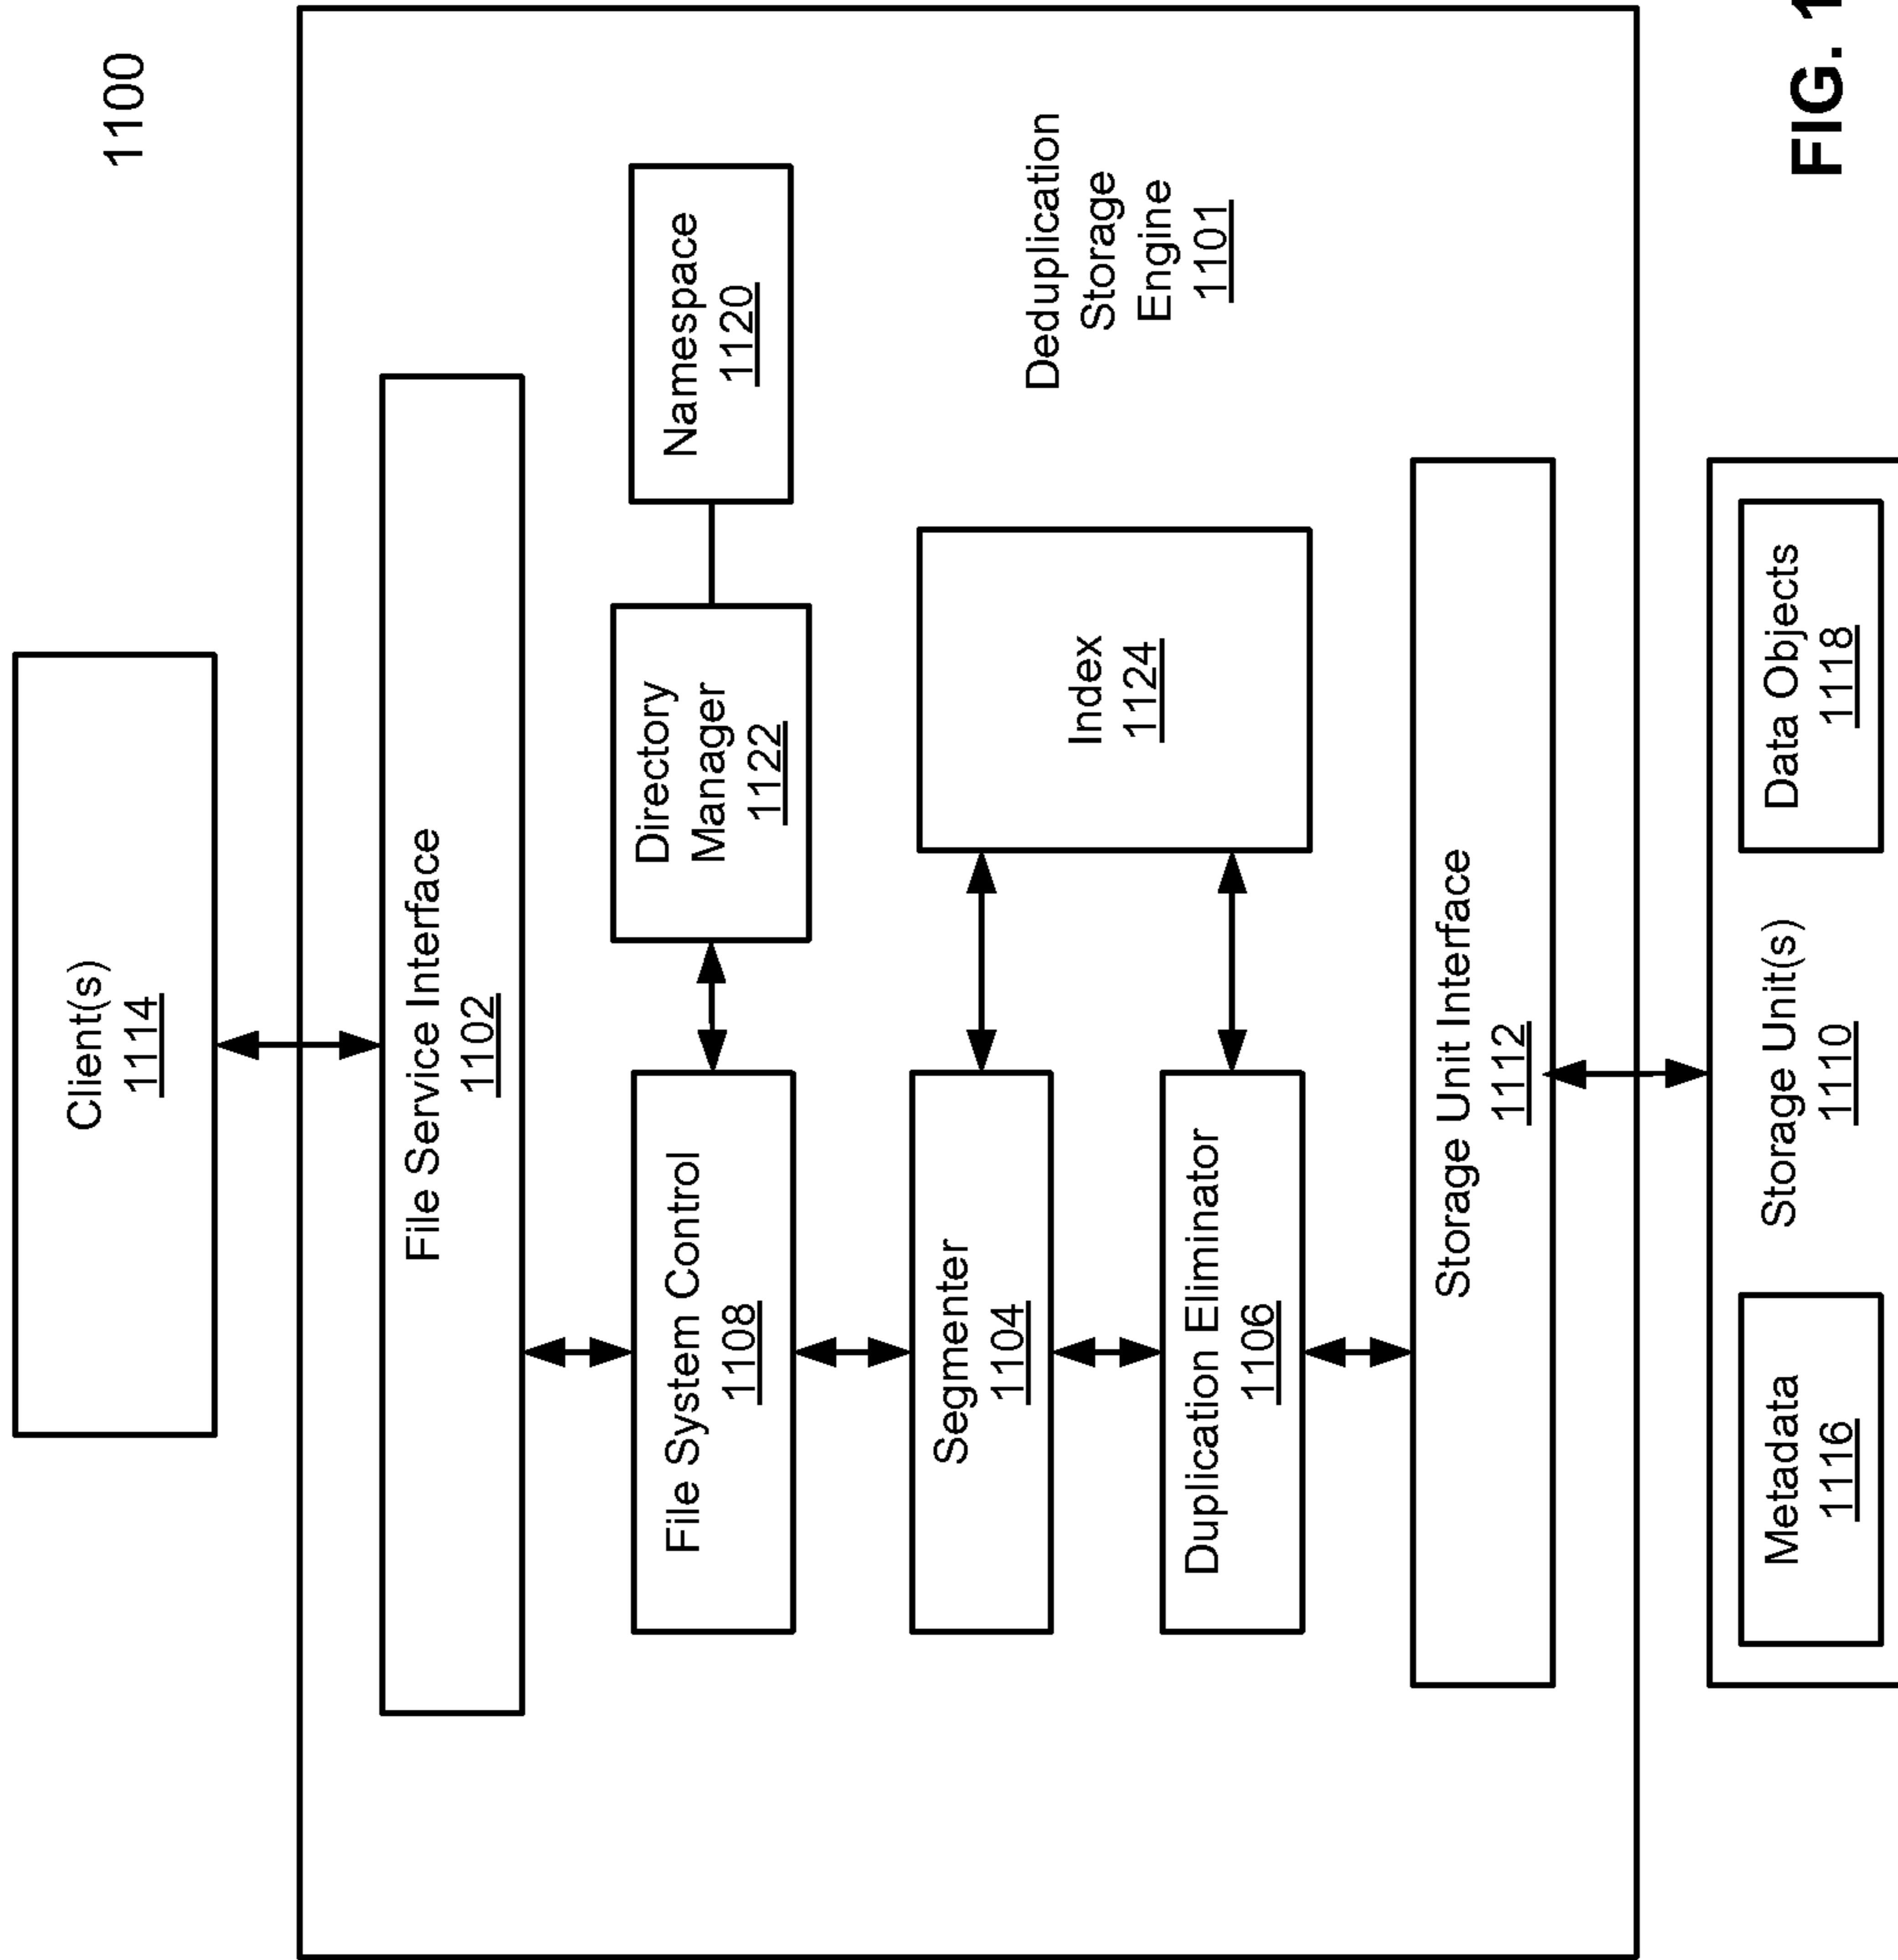 1100
Client(s)
1114
File Service Interface
1102
File System Control
1108
Directory
Manager
1122
Namespace
1120
Segmenter
1104
Index
1124
Duplication Eliminator
1106
Deduplication
Storage
Engine
1101
Storage Unit Interface
1112
Metadata
1116
Storage Unit(s)
1110
Data Objects
1118
FIG. 1